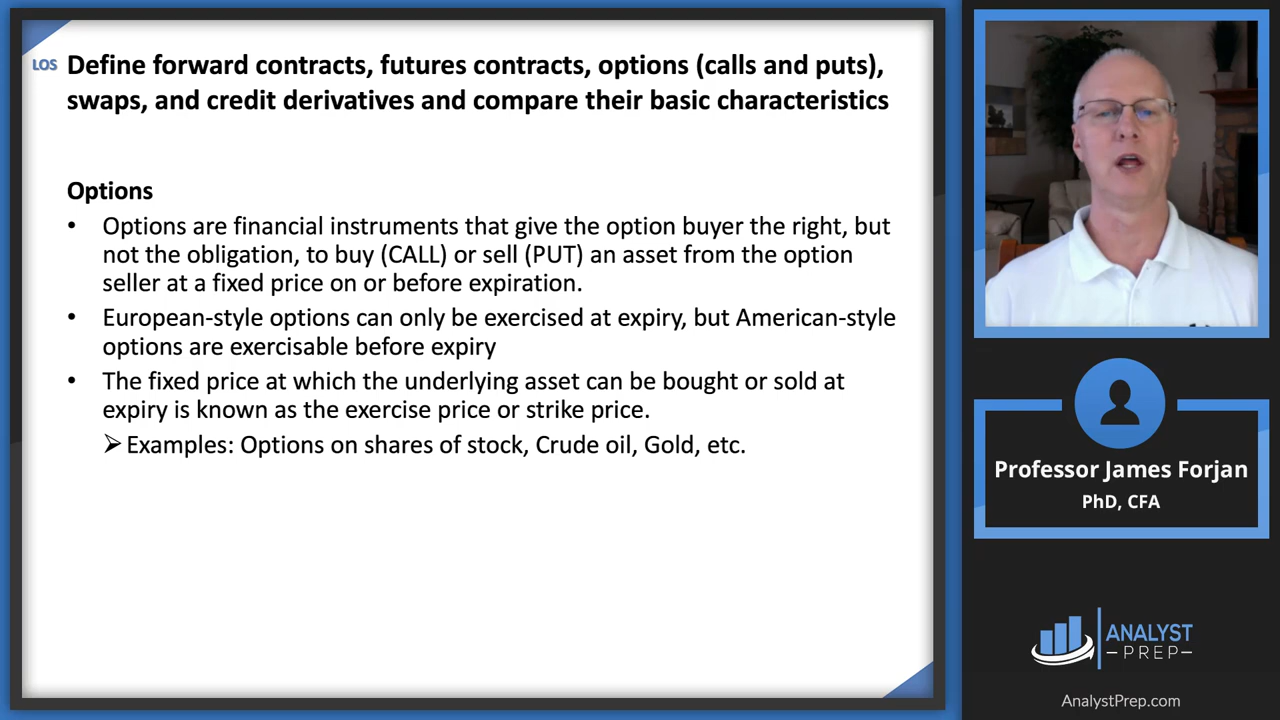 LOS
Define forward contracts, futures contracts, options (calls and puts),
swaps, and credit derivatives and compare their basic characteristics
Options
• Options are financial instruments that give the option buyer the right, but
not the obligation, to buy (CALL) or sell (PUT) an asset from the option
seller at a fixed price on or before expiration.
• European-style options can only be exercised at expiry, but American-style
options are exercisable before expiry
• The fixed price at which the underlying asset can be bought or sold at
expiry is known as the exercise price or strike price.
➢ Examples: Options on shares of stock, Crude oil, Gold, etc.
Professor James Forjan
PhD, CFA
ANALYST
PREP
AnalystPrep.com